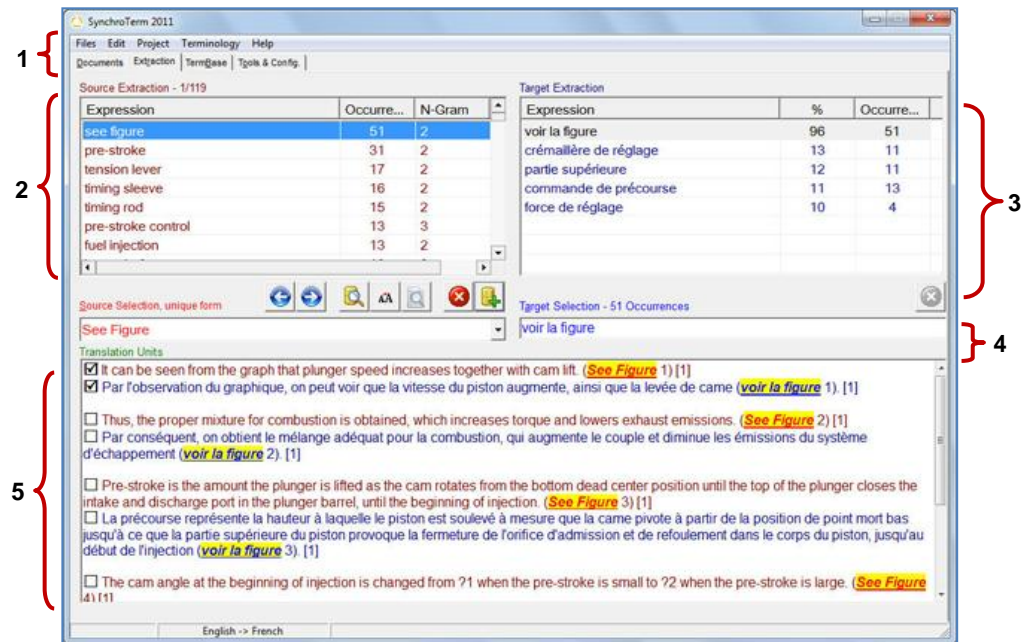 SynchroTerm 2011
Files Edit Project Terminology Help
Documents Extraction TermBase Tools & Config.
1
Source Extraction - 1/119
Target Extraction
Expression Occurre... N-Gram
Expression % Occurre...
see figure 51 2
voir la figure 96 51
pre-stroke 31 2
crémaillère de réglage 13 11
tension lever 17 2
partie supérieure 12 11
timing sleeve 16 2
commande de précourse 11 13
timing rod 15 2
force de réglage 10 4
pre-stroke control 13 3
fuel injection 13 2
2
3
Source Selection, unique form
Target Selection - 51 Occurrences
See Figure
voir la figure
4
Translation Units
It can be seen from the graph that plunger speed increases together with cam lift. (See Figure 1) [1]
Par l'observation du graphique, on peut voir que la vitesse du piston augmente, ainsi que la levée de came (voir la figure 1). [1]
Thus, the proper mixture for combustion is obtained, which increases torque and lowers exhaust emissions. (See Figure 2) [1]
Par conséquent, on obtient le mélange adéquat pour la combustion, qui augmente le couple et diminue les émissions du système
d'échappement (voir la figure 2). [1]
5
Pre-stroke is the amount the plunger is lifted as the cam rotates from the bottom dead center position until the top of the plunger closes the
intake and discharge port in the plunger barrel, until the beginning of injection. (See Figure 3) [1]
La précourse représente la hauteur à laquelle le piston est soulevé à mesure que la came pivote à partir de la position de point mort bas
jusqu'à ce que la partie supérieure du piston provoque la fermeture de l'orifice d'admission et de refoulement dans le corps du piston, jusqu'au
début de l'injection (voir la figure 3). [1]
The cam angle at the beginning of injection is changed from ?1 when the pre-stroke is small to ?2 when the pre-stroke is large. (See Figure
4) [1]
English -> French